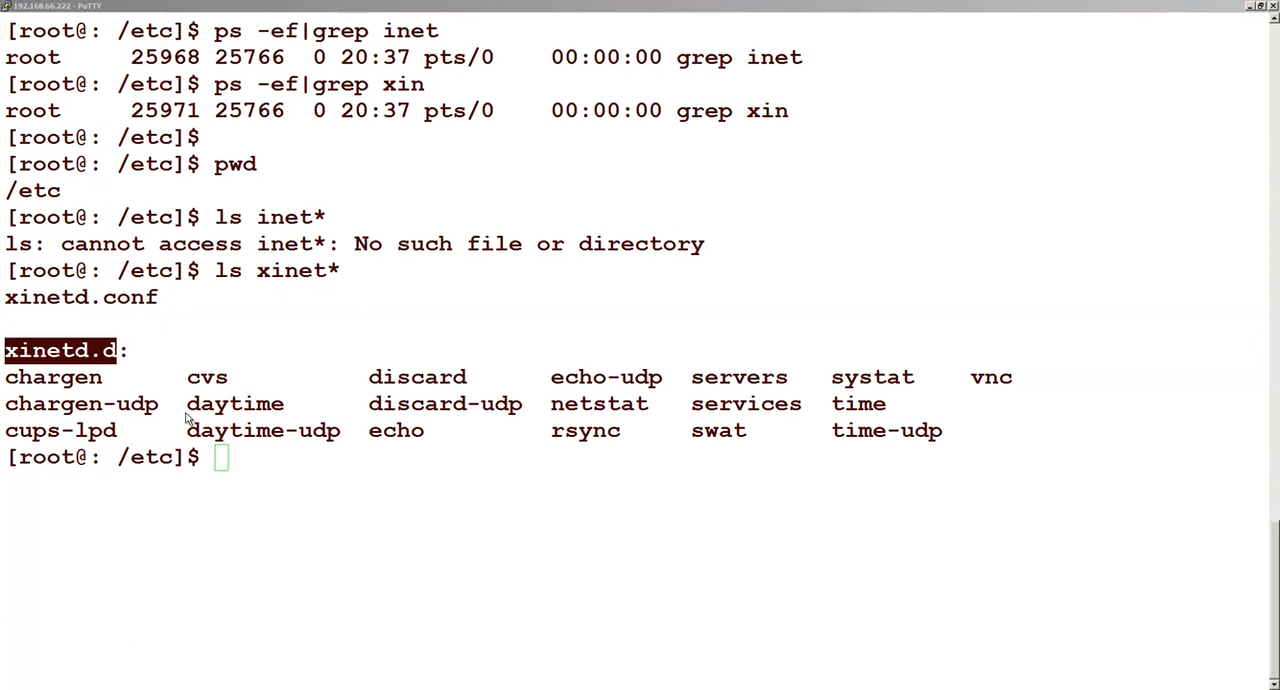 192.168.66.222 - PuTTY
[root@: /etc]$ ps -ef|grep inet
root     25968 25766  0 20:37 pts/0    00:00:00 grep inet
[root@: /etc]$ ps -ef|grep xin
root     25971 25766  0 20:37 pts/0    00:00:00 grep xin
[root@: /etc]$
[root@: /etc]$ pwd
/etc
[root@: /etc]$ ls inet*
ls: cannot access inet*: No such file or directory
[root@: /etc]$ ls xinet*
xinetd.conf
xinetd.d:
chargen      cvs          discard      echo-udp  servers   systat    vnc
chargen-udp  daytime      discard-udp  netstat   services  time
cups-lpd     daytime-udp  echo         rsync     swat      time-udp
[root@: /etc]$